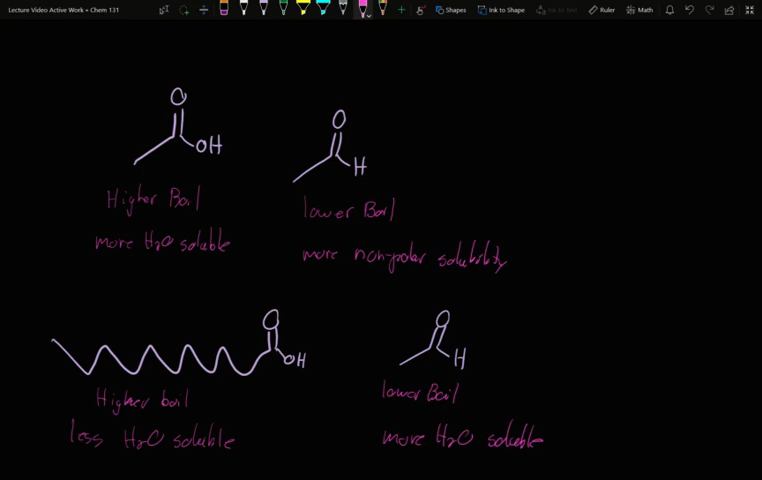 Lecture Video Active Work • Chem 131
Shapes
Ink to Shape
Ink to Text
Ruler
Math
O
OH
O
H
Higher Boil
more H2O soluble
lower Boil
more non-polar solubility
O
OH
O
H
Higher boil
less H2O soluble
lower Boil
more H2O soluble